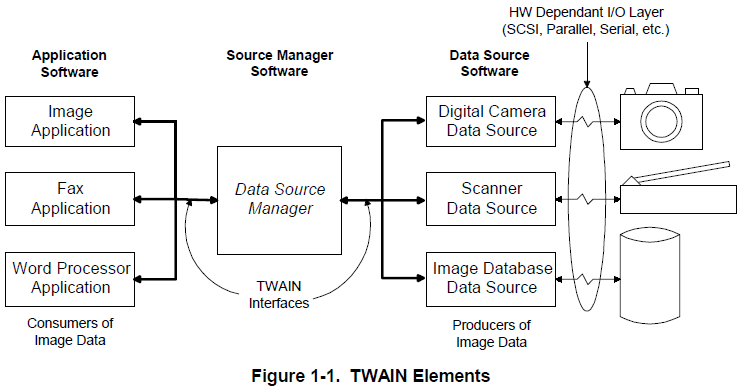 HW Dependant I/O Layer
(SCSI, Parallel, Serial, etc.)
Application
Software
Source Manager
Software
Data Source
Software
Image
Application
Fax
Application
Word Processor
Application
Data Source
Manager
Digital Camera
Data Source
Scanner
Data Source
Image Database
Data Source
TWAIN
Interfaces
Consumers of
Image Data
Producers of
Image Data
Figure 1-1. TWAIN Elements